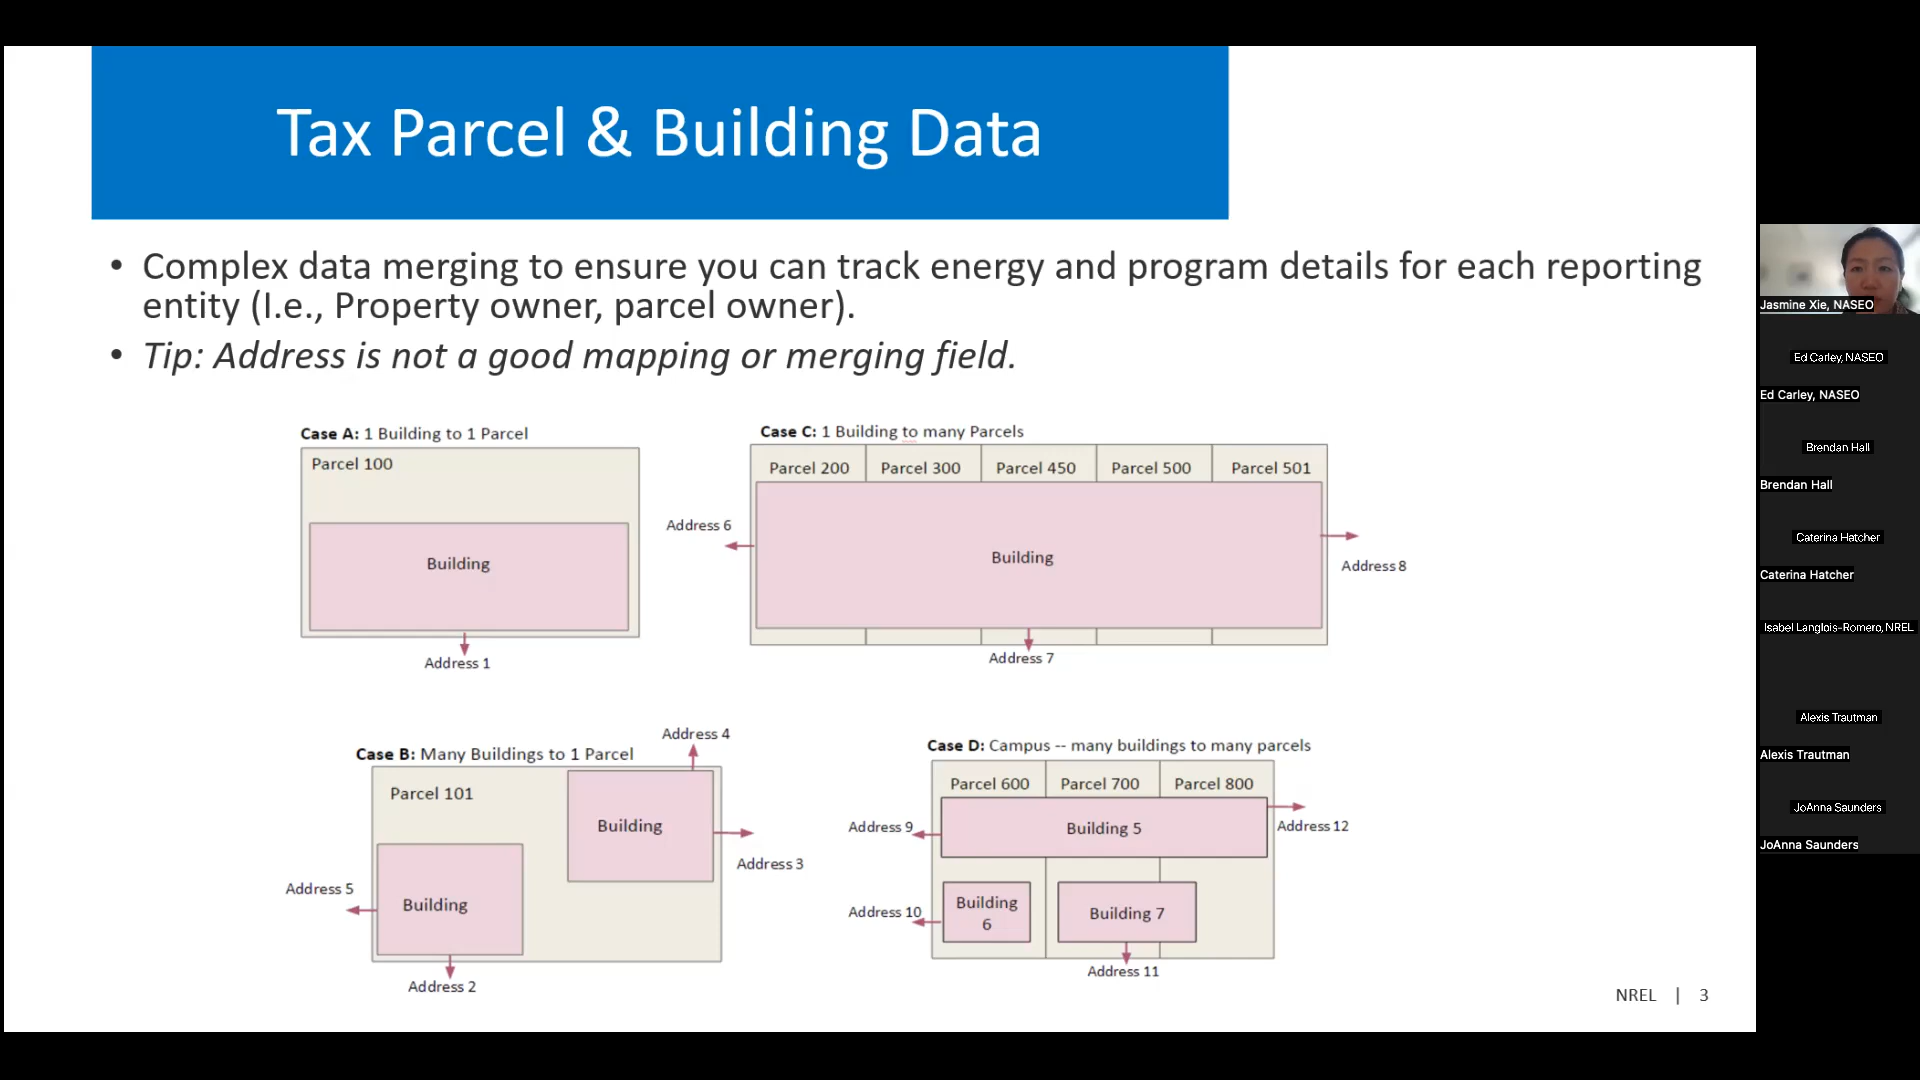 Tax Parcel & Building Data
• Complex data merging to ensure you can track energy and program details for each reporting
entity (I.e., Property owner, parcel owner).
• Tip: Address is not a good mapping or merging field.
Case A: 1 Building to 1 Parcel
Parcel 100
Building
Address 1
Case C: 1 Building to many Parcels
Parcel 200
Parcel 300
Parcel 450
Parcel 500
Parcel 501
Address 6
Building
Address 8
Address 7
Case B: Many Buildings to 1 Parcel
Address 4
Parcel 101
Building
Address 3
Address 5
Building
Address 2
Case D: Campus -- many buildings to many parcels
Parcel 600
Parcel 700
Parcel 800
Address 9
Building 5
Address 12
Address 10
Building
6
Building 7
Address 11
NREL | 3
Jasmine Xie, NASEO
Ed Carley, NASEO
Ed Carley, NASEO
Brendan Hall
Brendan Hall
Caterina Hatcher
Caterina Hatcher
Isabel Langlois-Romero, NREL
Alexis Trautman
Alexis Trautman
JoAnna Saunders
JoAnna Saunders